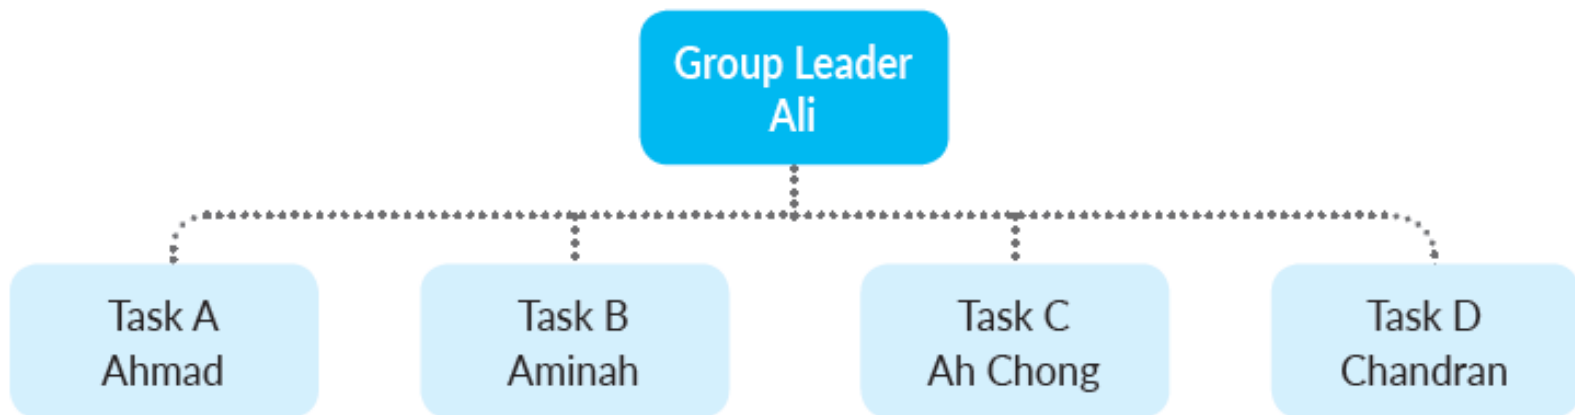 Group Leader
Ali
Task A
Ahmad
Task B
Aminah
Task C
Ah Chong
Task D
Chandran